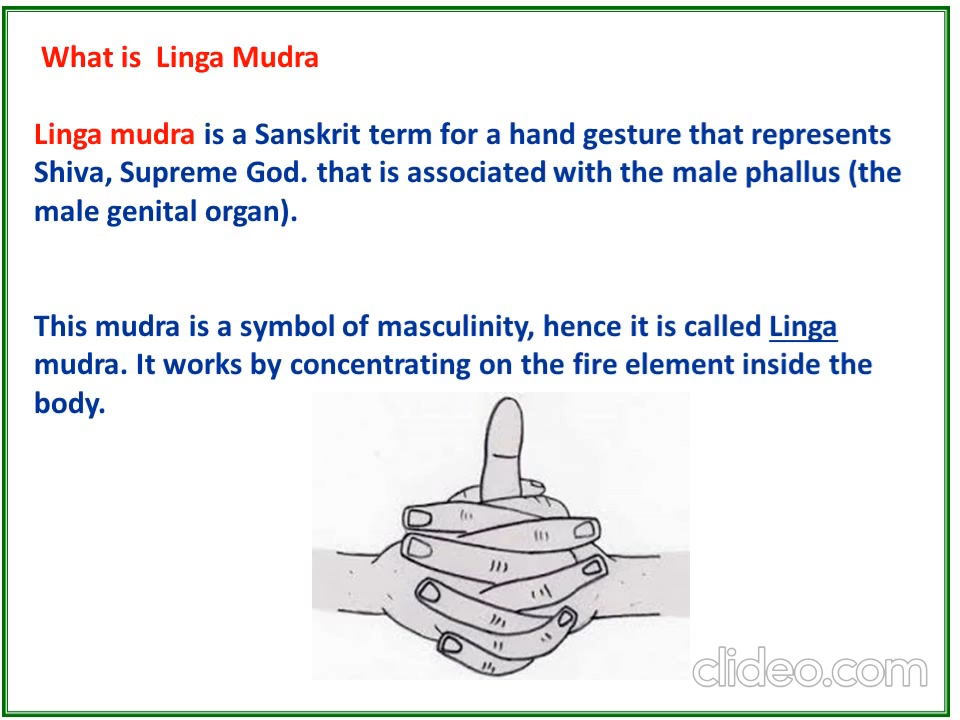 What is  Linga Mudra
Linga mudra is a Sanskrit term for a hand gesture that represents
Shiva, Supreme God. that is associated with the male phallus (the
male genital organ).
This mudra is a symbol of masculinity, hence it is called Linga
mudra. It works by concentrating on the fire element inside the
body.
clideo.com